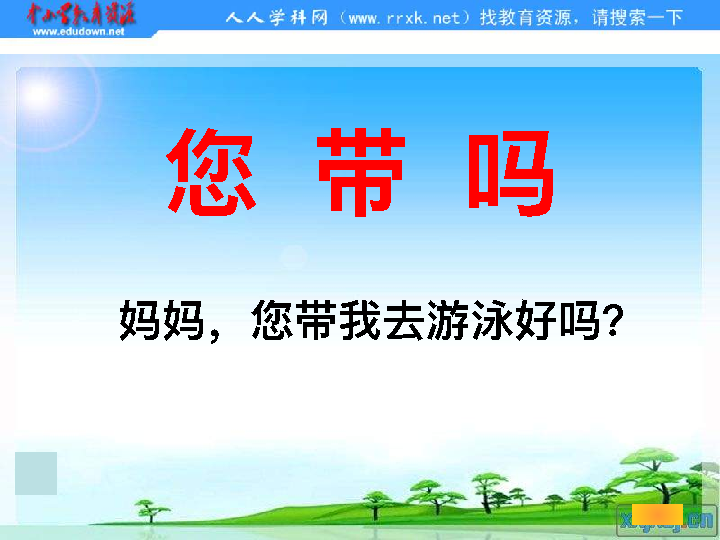 中小学教育资源
www.edudown.net
人人学科网（www.rrxk.net）找教育资源，请搜索一下
您 带 吗
妈妈，您带我去游泳好吗？